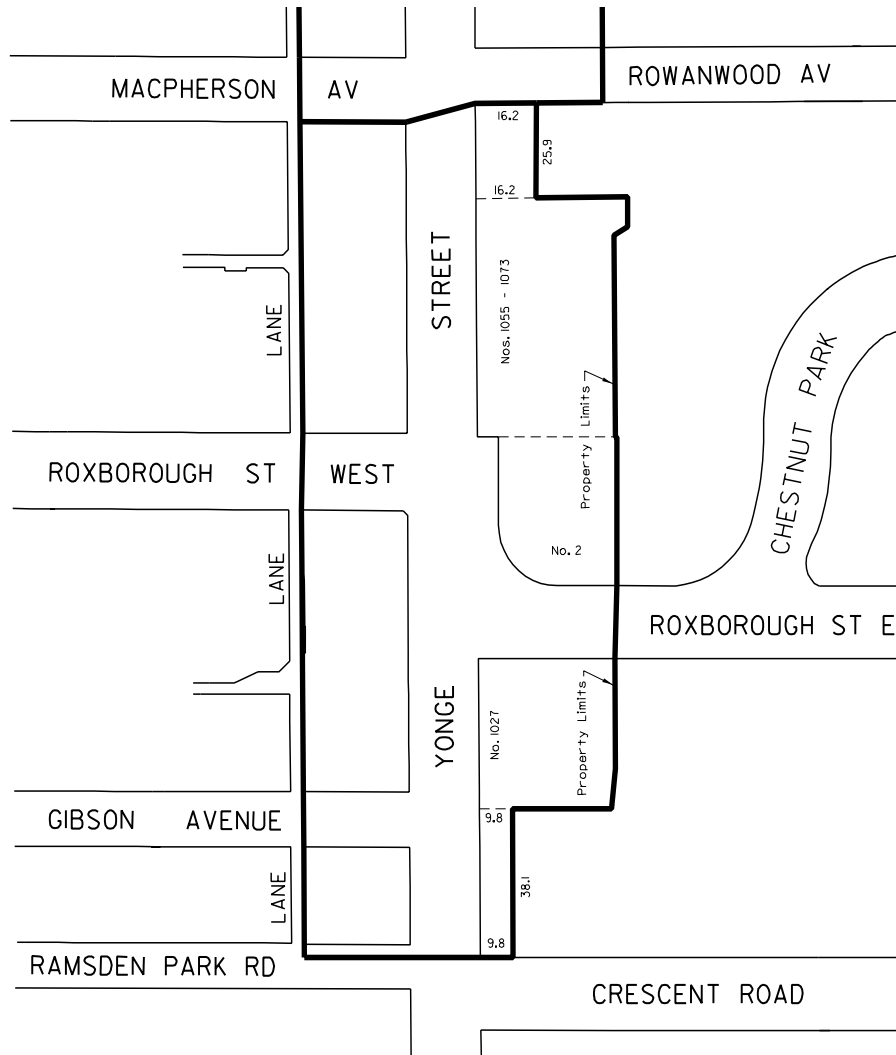 MACPHERSON AV
ROWANWOOD AV
16.2
25.9
16.2
STREET
Nos. 1055 - 1073
LANE
Property Limits
CHESTNUT PARK
ROXBOROUGH ST WEST
No. 2
LANE
ROXBOROUGH ST E
YONGE
No. 1027
Property Limits
GIBSON AVENUE
9.8
38.1
LANE
9.8
RAMSDEN PARK RD
CRESCENT ROAD